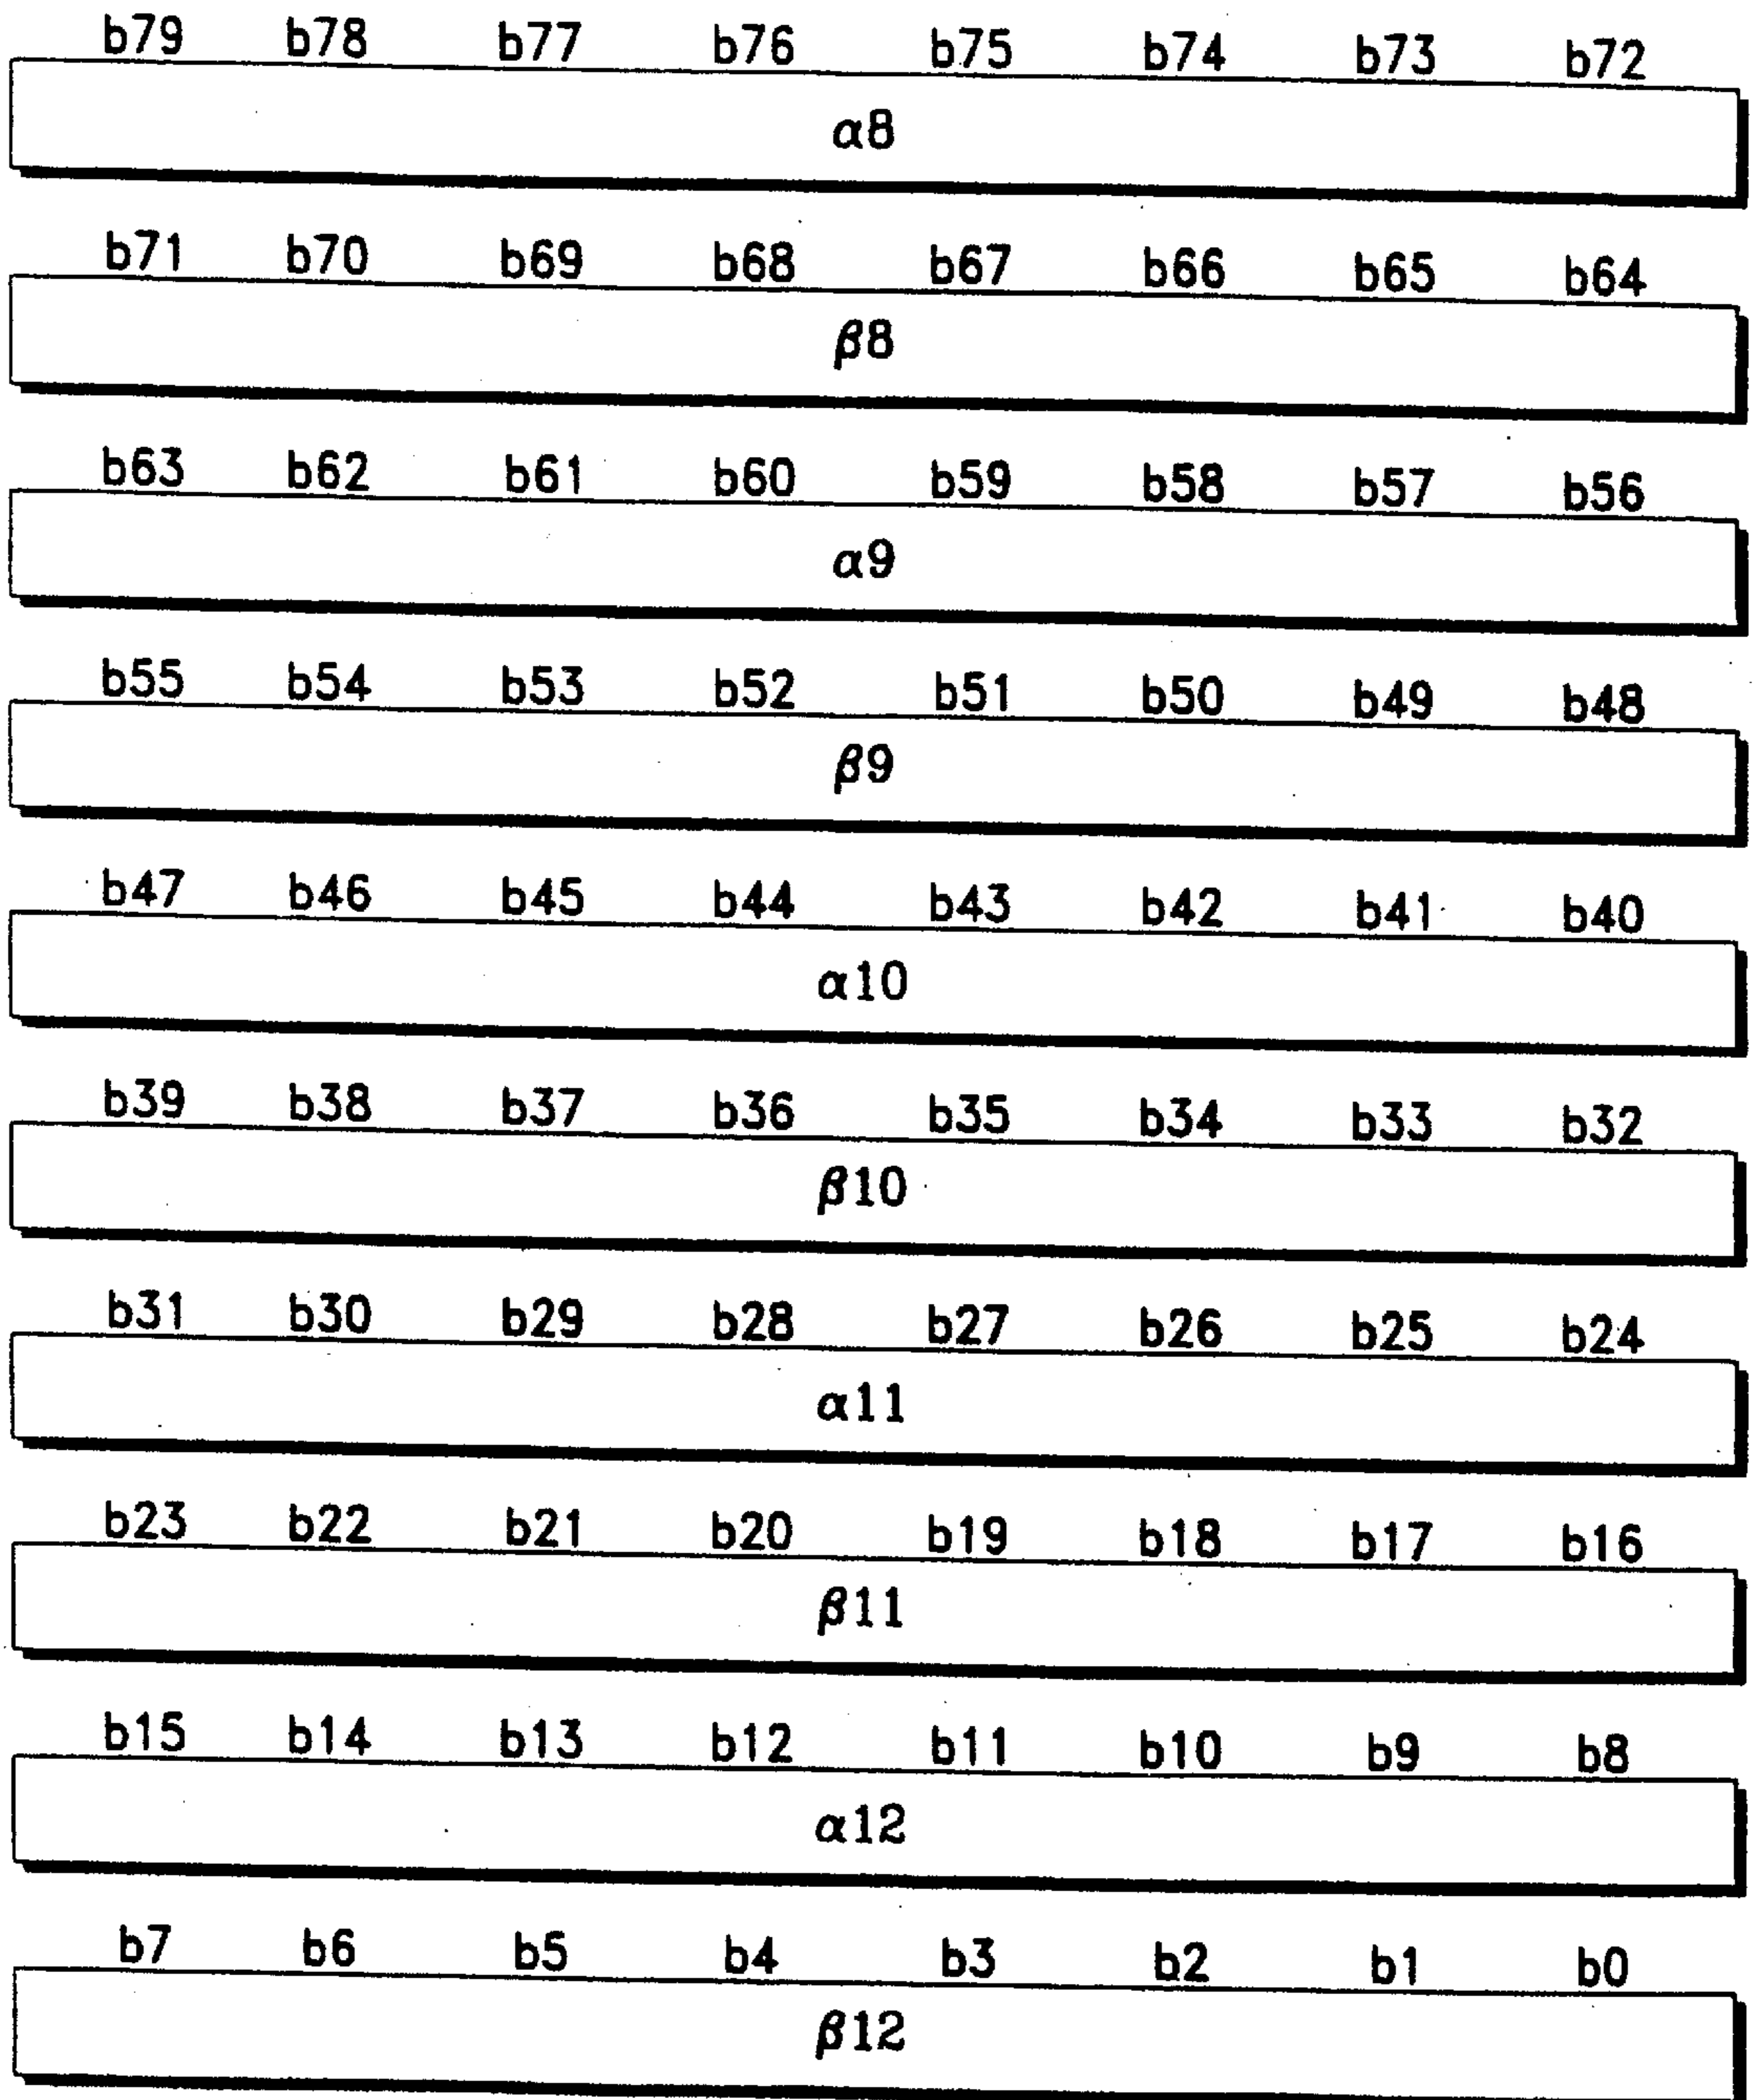 b79 b78 b77 b76 b75 b74 b73 b72
α8
b71 b70 b69 b68 b67 b66 b65 b64
β8
b63 b62 b61 b60 b59 b58 b57 b56
α9
b55 b54 b53 b52 b51 b50 b49 b48
β9
b47 b46 b45 b44 b43 b42 b41 b40
α10
b39 b38 b37 b36 b35 b34 b33 b32
β10
b31 b30 b29 b28 b27 b26 b25 b24
α11
b23 b22 b21 b20 b19 b18 b17 b16
β11
b15 b14 b13 b12 b11 b10 b9 b8
α12
b7 b6 b5 b4 b3 b2 b1 b0
β12